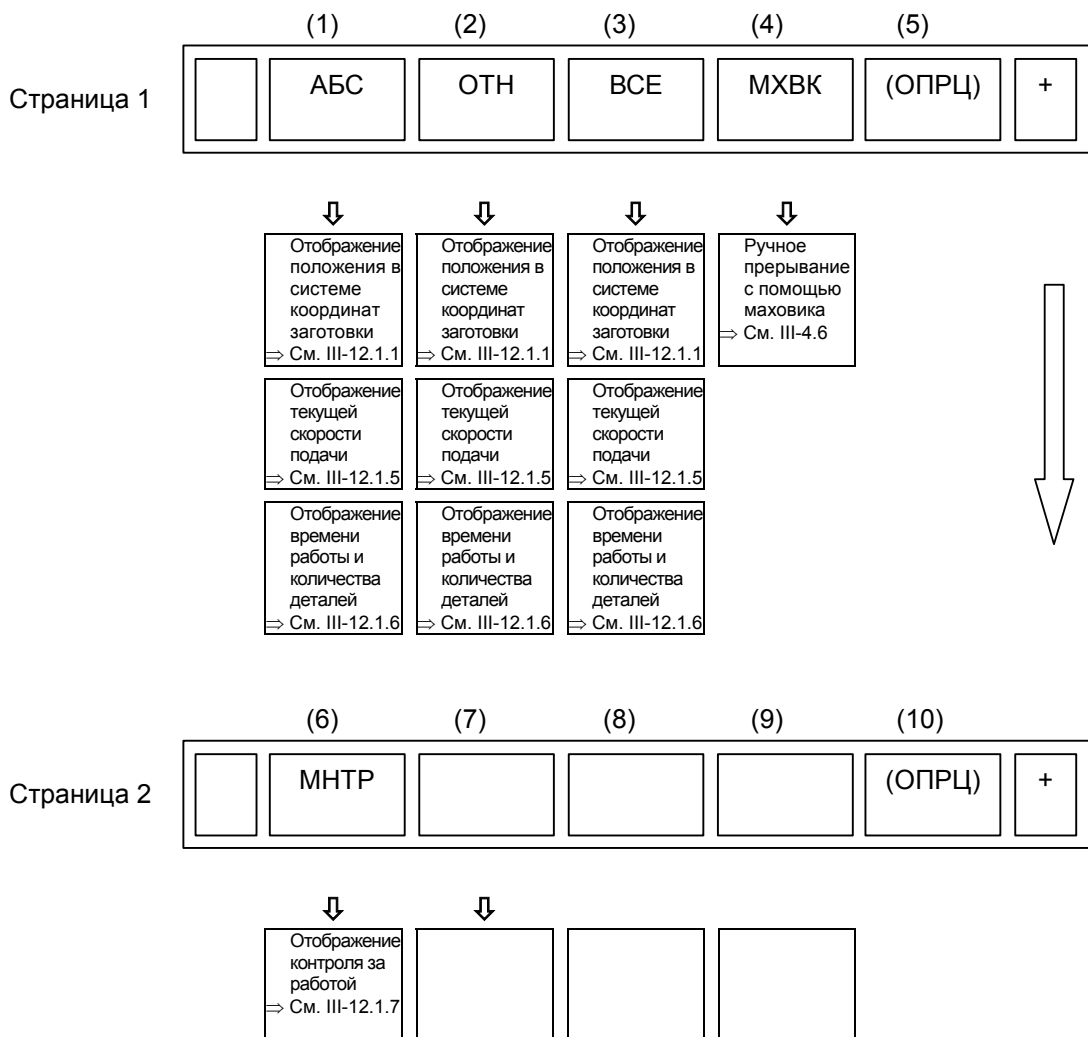 (1) (2) (3) (4) (5)
Страница 1
АБС ОТН ВСЕ МХВК (ОПРЦ) +
Отображение
положения в
системе
координат
заготовки
⇒ См. III-12.1.1
Отображение
положения в
системе
координат
заготовки
⇒ См. III-12.1.1
Отображение
положения в
системе
координат
заготовки
⇒ См. III-12.1.1
Ручное
прерывание
с помощью
маховика
⇒ См. III-4.6
Отображение
текущей
скорости
подачи
⇒ См. III-12.1.5
Отображение
текущей
скорости
подачи
⇒ См. III-12.1.5
Отображение
текущей
скорости
подачи
⇒ См. III-12.1.5
Отображение
времени
работы и
количества
деталей
⇒ См. III-12.1.6
Отображение
времени
работы и
количества
деталей
⇒ См. III-12.1.6
Отображение
времени
работы и
количества
деталей
⇒ См. III-12.1.6
(6) (7) (8) (9) (10)
Страница 2
МНТР (ОПРЦ) +
Отображение
контроля за
работой
⇒ См. III-12.1.7